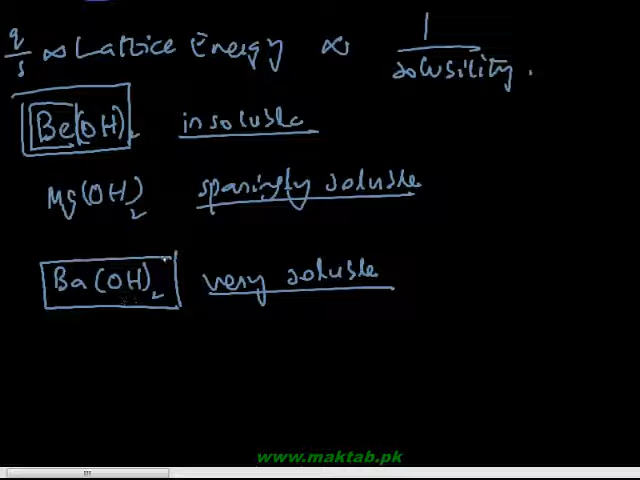 q/s ∝ Lattice Energy ∝ 1/solubility.
Be(OH)₂ insoluble
Mg(OH)₂ sparingly soluble
Ba(OH)₂ very soluble
www.maktab.pk